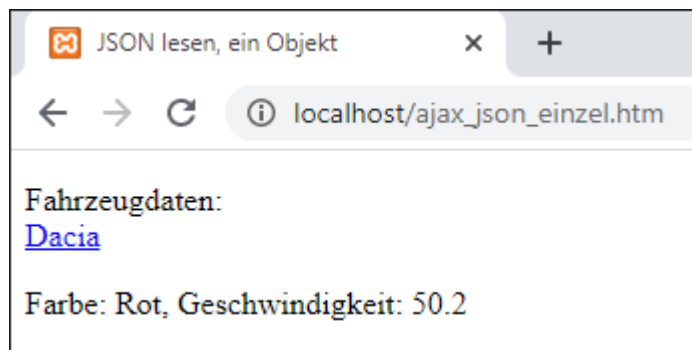 JSON lesen, ein Objekt
localhost/ajax_json_einzel.htm
Fahrzeugdaten:
Dacia
Farbe: Rot, Geschwindigkeit: 50.2